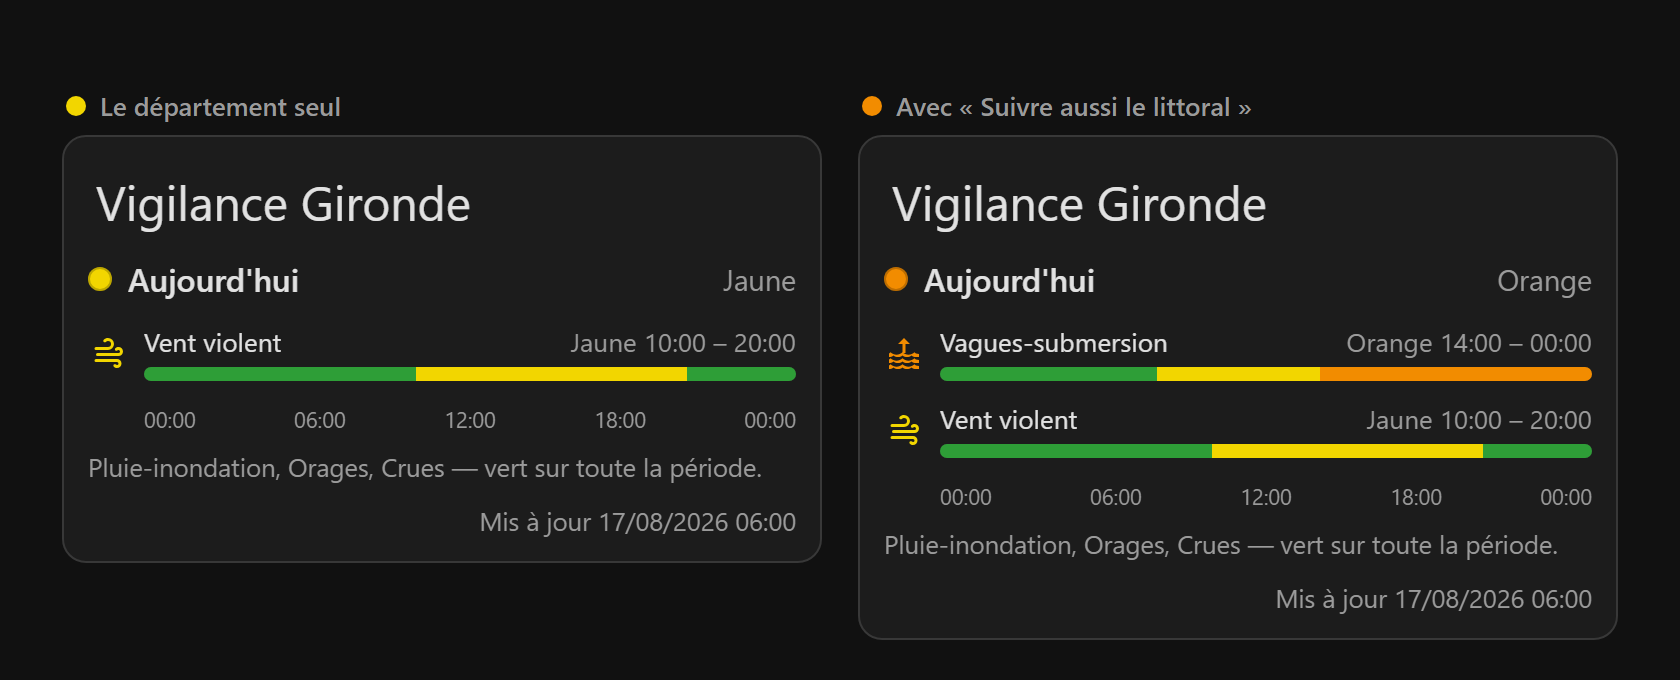 Le département seul
Vigilance Gironde
Aujourd'hui Jaune
Vent violent Jaune 10:00 – 20:00
00:00 06:00 12:00 18:00 00:00
Pluie-inondation, Orages, Crues — vert sur toute la période.
Mis à jour 17/08/2026 06:00
Avec « Suivre aussi le littoral »
Vigilance Gironde
Aujourd'hui Orange
Vagues-submersion Orange 14:00 – 00:00
Vent violent Jaune 10:00 – 20:00
00:00 06:00 12:00 18:00 00:00
Pluie-inondation, Orages, Crues — vert sur toute la période.
Mis à jour 17/08/2026 06:00